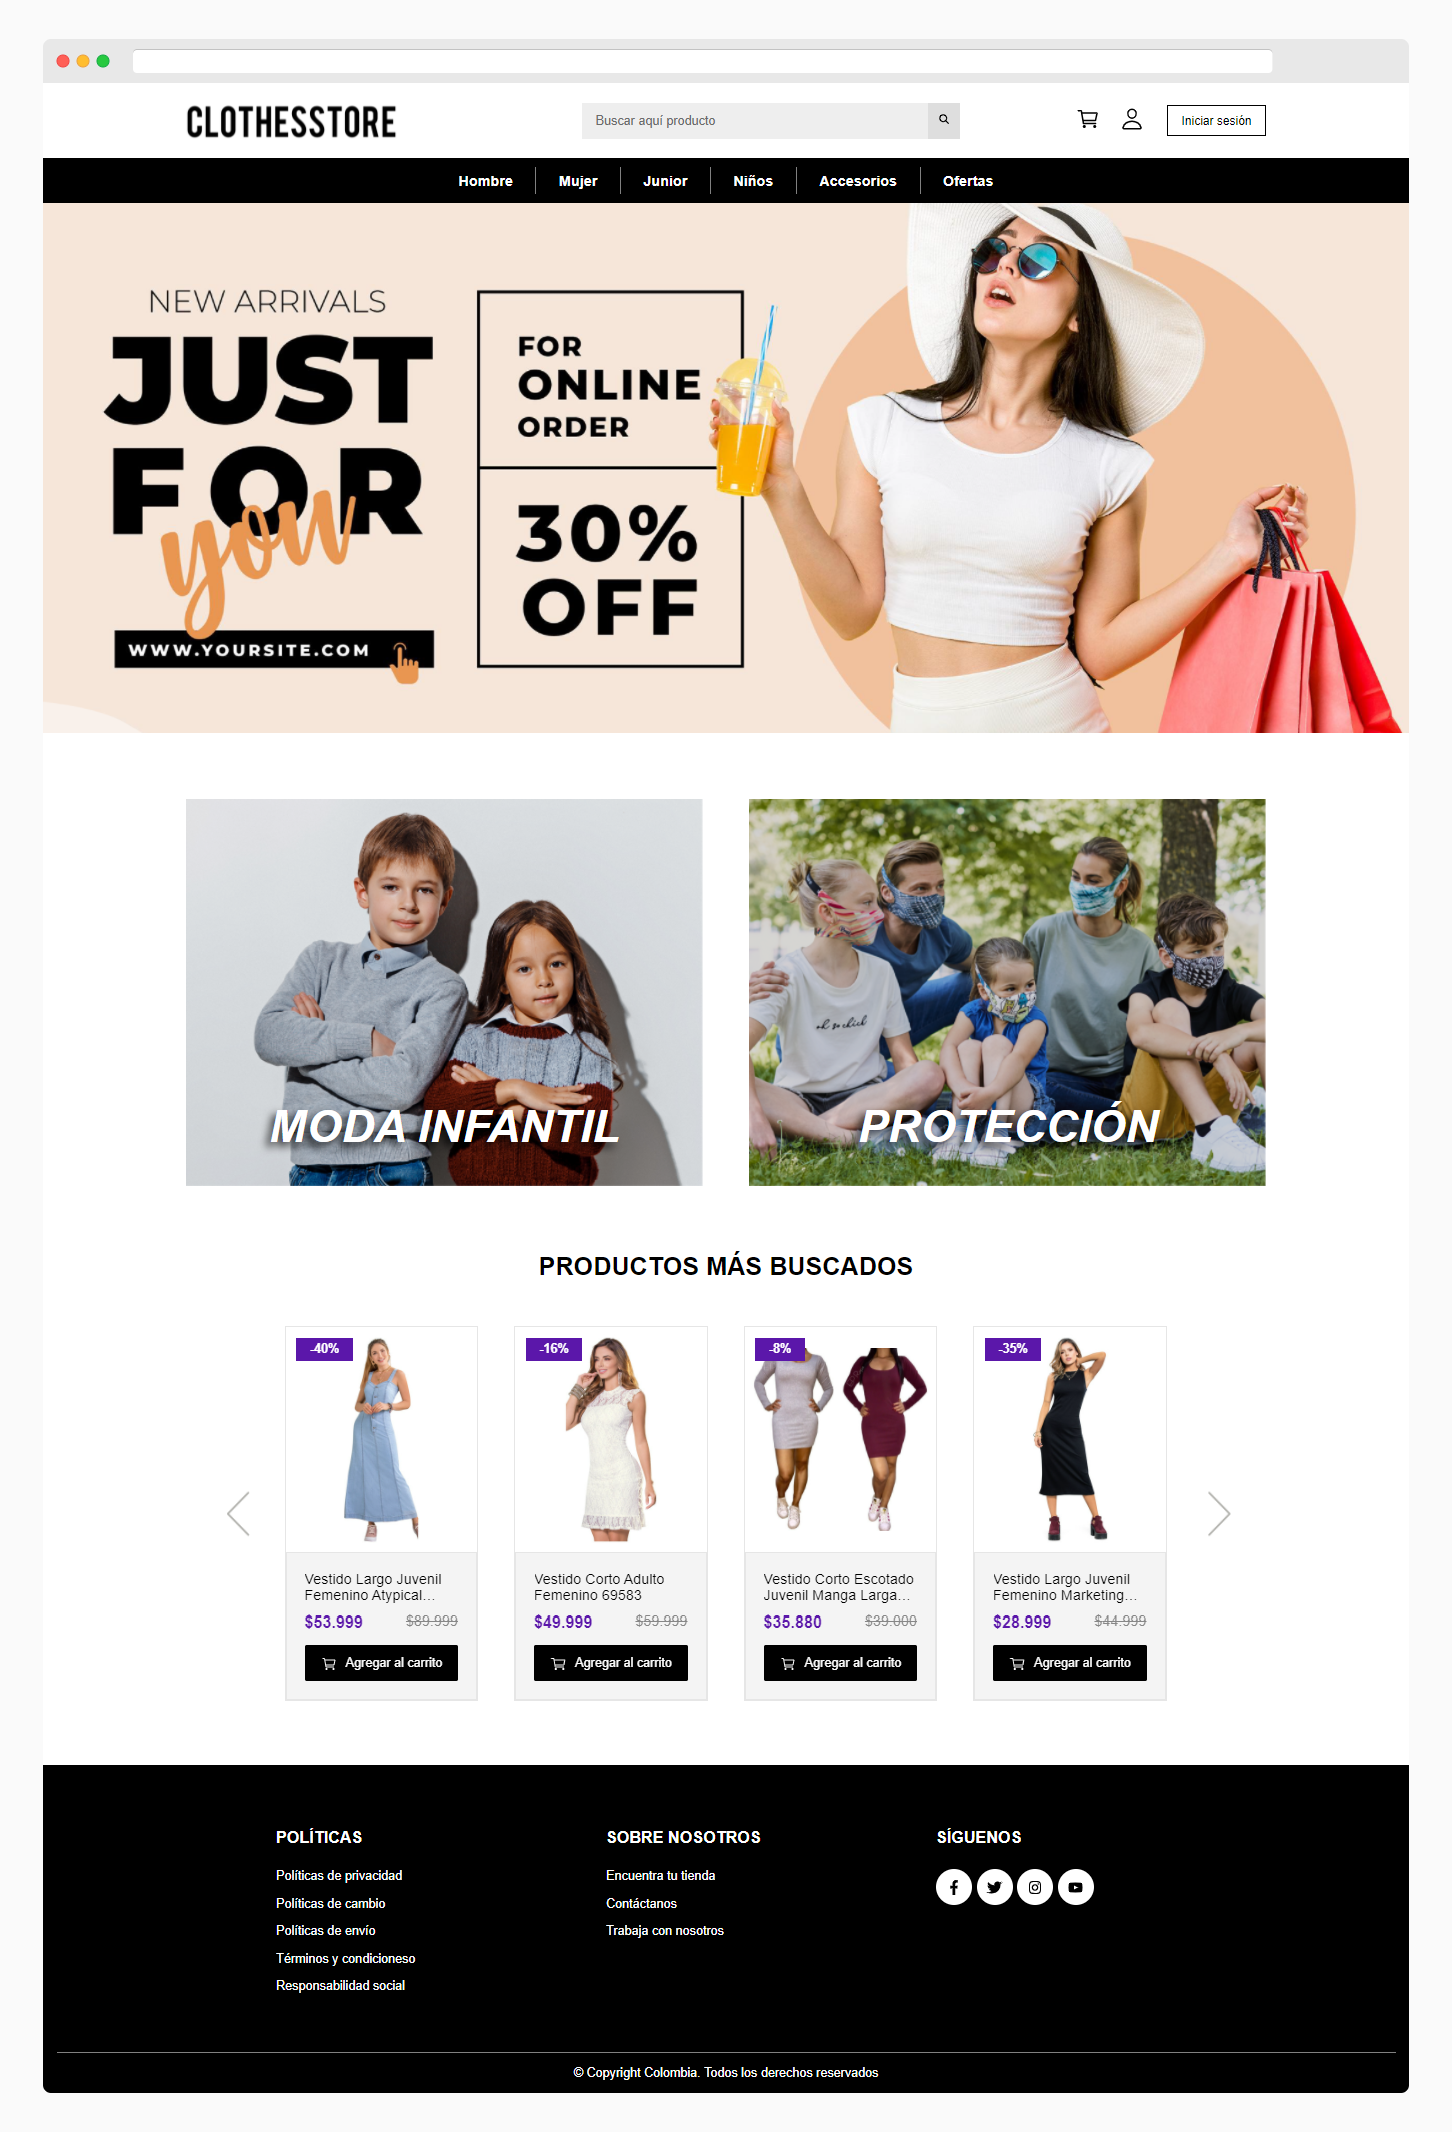 CLOTHESSTORE
Buscar aquí producto
Iniciar sesión
Hombre
Mujer
Junior
Niños
Accesorios
Ofertas
NEW ARRIVALS
JUST
FOR
you
WWW.YOURSITE.COM
FOR
ONLINE
ORDER
30%
OFF
MODA INFANTIL
PROTECCIÓN
PRODUCTOS MÁS BUSCADOS
-40%
Vestido Largo Juvenil
Femenino Atypical...
$53.999 $89.999
Agregar al carrito
-16%
Vestido Corto Adulto
Femenino 69583
$49.999 $59.999
Agregar al carrito
-8%
Vestido Corto Escotado
Juvenil Manga Larga...
$35.880 $39.000
Agregar al carrito
-35%
Vestido Largo Juvenil
Femenino Marketing...
$28.999 $44.999
Agregar al carrito
POLÍTICAS
Políticas de privacidad
Políticas de cambio
Políticas de envío
Términos y condicioneso
Responsabilidad social
SOBRE NOSOTROS
Encuentra tu tienda
Contáctanos
Trabaja con nosotros
SÍGUENOS
© Copyright Colombia. Todos los derechos reservados